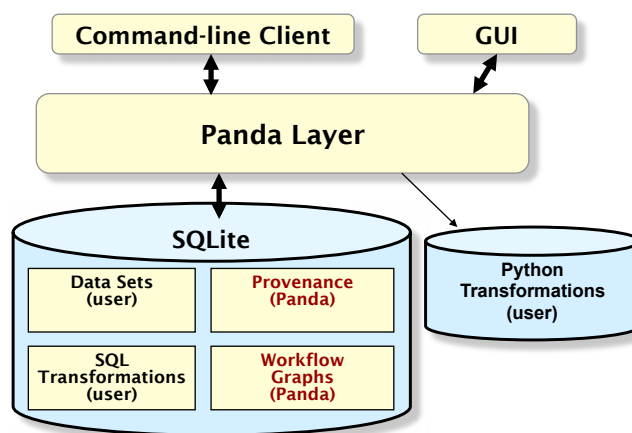 Command-line Client
GUI
Panda Layer
SQLite
Data Sets
(user)
Provenance
(Panda)
SQL
Transformations
(user)
Workflow
Graphs
(Panda)
Python
Transformations
(user)